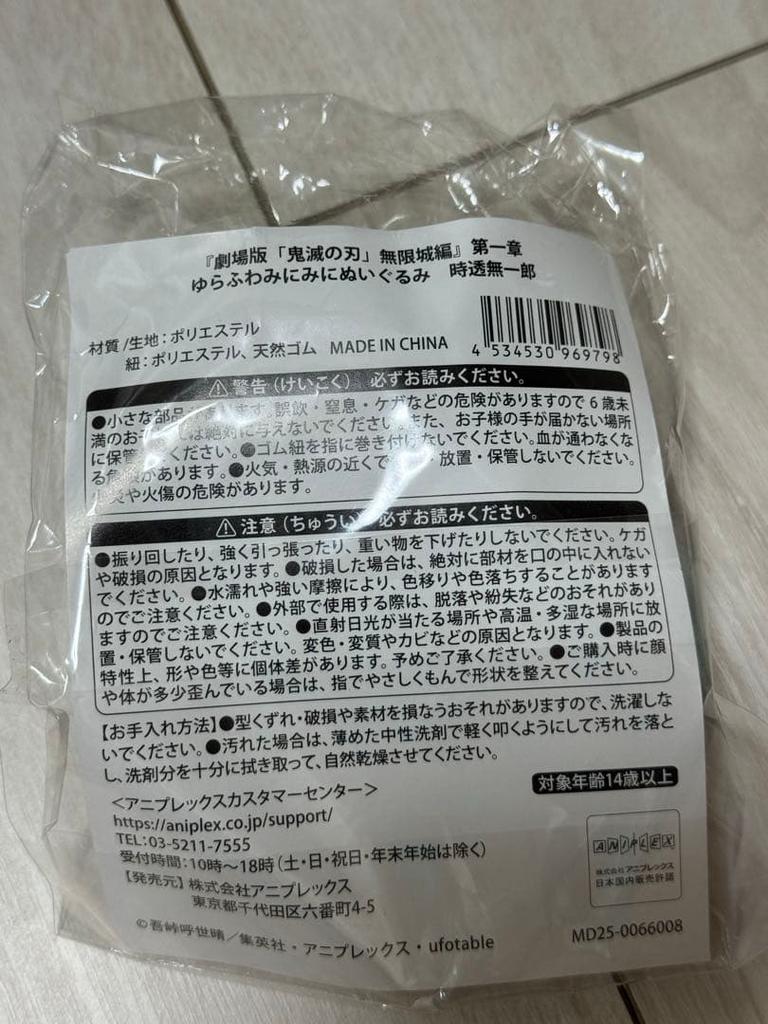 『劇場版「鬼滅の刃」無限城編』第一章
ゆらふわみにみにぬいぐるみ 時透無一郎
材質/生地：ポリエステル
紐：ポリエステル、天然ゴム MADE IN CHINA
4 534530 969798
⚠警告（けいこく） 必ずお読みください。
●小さな部品があります。誤飲・窒息・ケガなどの危険がありますので6歳未
満のお子様には絶対に与えないでください。また、お子様の手が届かない場所
に保管してください。●ゴム紐を指に巻き付けないでください。血が通わなくな
る危険があります。●火気・熱源の近くで 放置・保管しないでください。
や火傷の危険があります。
⚠注意（ちゅうい） 必ずお読みください。
●振り回したり、強く引っ張ったり、重い物を下げたりしないでください。ケガ
や破損の原因となります。●破損した場合は、絶対に部材を口の中に入れない
でください。●水濡れや強い摩擦により、色移りや色落ちすることがあります
のでご注意ください。●外部で使用する際は、脱落や紛失などのおそれがあり
ますのでご注意ください。●直射日光が当たる場所や高温・多湿な場所に放
置・保管しないでください。変色・変質やカビなどの原因となります。●製品の
特性上、形や色等に個体差があります。予めご了承ください。●ご購入時に顔
や体が多少歪んでいる場合は、指でやさしくもんで形状を整えてください。
【お手入れ方法】●型くずれ・破損や素材を損なうおそれがありますので、洗濯しな
いでください。●汚れた場合は、薄めた中性洗剤で軽く叩くようにして汚れを落と
し、洗剤分を十分に拭き取って、自然乾燥させてください。
対象年齢14歳以上
＜アニプレックスカスタマーセンター＞
https://aniplex.co.jp/support/
TEL：03-5211-7555
受付時間：10時～18時（土・日・祝日・年末年始は除く）
【発売元】株式会社アニプレックス
東京都千代田区六番町4-5
ANIPLEX
株式会社アニプレックス
日本国内販売許諾
©吾峠呼世晴／集英社・アニプレックス・ufotable
MD25-0066008